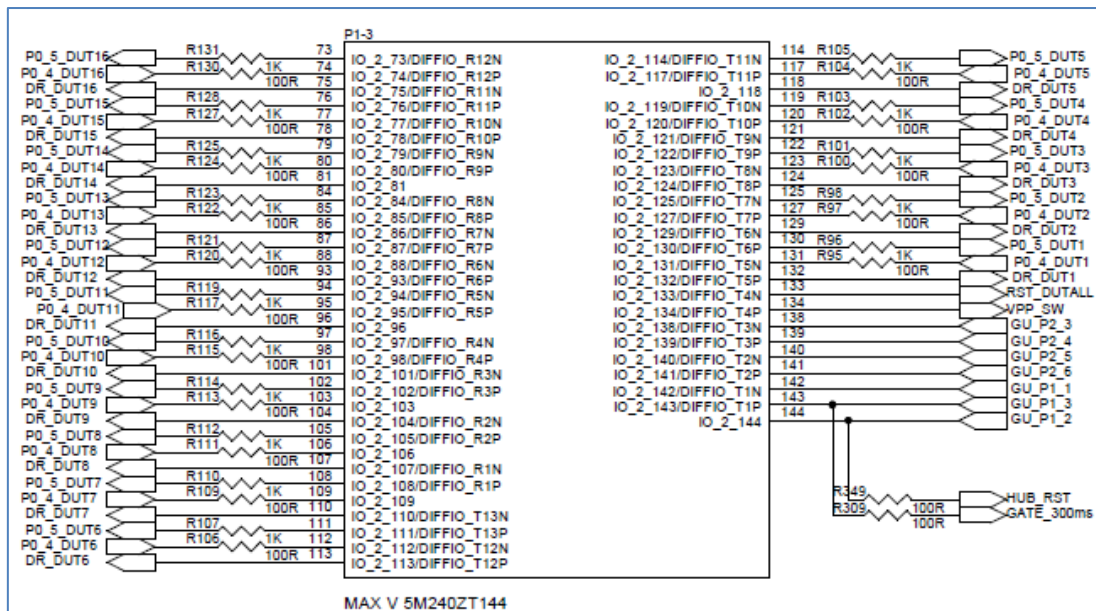 P1-3
P0_5_DUT16 R131 73 IO_2_73/DIFFIO_R12N
P0_4_DUT16 R130 1K 74 IO_2_74/DIFFIO_R12P
DR_DUT16 100R 75 IO_2_75/DIFFIO_R11N
P0_5_DUT15 R128 76 IO_2_76/DIFFIO_R11P
P0_4_DUT15 R127 1K 77 IO_2_77/DIFFIO_R10N
DR_DUT15 100R 78 IO_2_78/DIFFIO_R10P
P0_5_DUT14 R125 79 IO_2_79/DIFFIO_R9N
P0_4_DUT14 R124 1K 80 IO_2_80/DIFFIO_R9P
DR_DUT14 100R 81 IO_2_81
P0_5_DUT13 R123 84 IO_2_84/DIFFIO_R8N
P0_4_DUT13 R122 1K 85 IO_2_85/DIFFIO_R8P
DR_DUT13 100R 86 IO_2_86/DIFFIO_R7N
P0_5_DUT12 R121 87 IO_2_87/DIFFIO_R7P
P0_4_DUT12 R120 1K 88 IO_2_88/DIFFIO_R6N
DR_DUT12 100R 93 IO_2_93/DIFFIO_R6P
P0_5_DUT11 R119 94 IO_2_94/DIFFIO_R5N
P0_4_DUT11 R117 1K 95 IO_2_95/DIFFIO_R5P
DR_DUT11 100R 96 IO_2_96
P0_5_DUT10 R116 97 IO_2_97/DIFFIO_R4N
P0_4_DUT10 R115 1K 98 IO_2_98/DIFFIO_R4P
DR_DUT10 100R 101 IO_2_101/DIFFIO_R3N
P0_5_DUT9 R114 102 IO_2_102/DIFFIO_R3P
P0_4_DUT9 R113 1K 103 IO_2_103
DR_DUT9 100R 104 IO_2_104/DIFFIO_R2N
P0_5_DUT8 R112 105 IO_2_105/DIFFIO_R2P
P0_4_DUT8 R111 1K 106 IO_2_106
DR_DUT8 100R 107 IO_2_107/DIFFIO_R1N
P0_5_DUT7 R110 108 IO_2_108/DIFFIO_R1P
P0_4_DUT7 R109 1K 109 IO_2_109
DR_DUT7 100R 110 IO_2_110/DIFFIO_T13N
P0_5_DUT6 R107 111 IO_2_111/DIFFIO_T13P
P0_4_DUT6 R106 1K 112 IO_2_112/DIFFIO_T12N
DR_DUT6 100R 113 IO_2_113/DIFFIO_T12P
IO_2_114/DIFFIO_T11N 114 R105 P0_5_DUT5
IO_2_117/DIFFIO_T11P 117 R104 1K P0_4_DUT5
IO_2_118 118 100R DR_DUT5
IO_2_119/DIFFIO_T10N 119 R103 P0_5_DUT4
IO_2_120/DIFFIO_T10P 120 R102 1K P0_4_DUT4
IO_2_121/DIFFIO_T9N 121 100R DR_DUT4
IO_2_122/DIFFIO_T9P 122 R101 P0_5_DUT3
IO_2_123/DIFFIO_T8N 123 R100 1K P0_4_DUT3
IO_2_124/DIFFIO_T8P 124 100R DR_DUT3
IO_2_125/DIFFIO_T7N 125 R98 P0_5_DUT2
IO_2_127/DIFFIO_T7P 127 R97 1K P0_4_DUT2
IO_2_129/DIFFIO_T6N 129 100R DR_DUT2
IO_2_130/DIFFIO_T6P 130 R96 P0_5_DUT1
IO_2_131/DIFFIO_T5N 131 R95 1K P0_4_DUT1
IO_2_132/DIFFIO_T5P 132 100R DR_DUT1
IO_2_133/DIFFIO_T4N 133 RST_DUTALL
IO_2_134/DIFFIO_T4P 134 VPP_SW
IO_2_138/DIFFIO_T3N 138 GU_P2_3
IO_2_139/DIFFIO_T3P 139 GU_P2_4
IO_2_140/DIFFIO_T2N 140 GU_P2_5
IO_2_141/DIFFIO_T2P 141 GU_P2_6
IO_2_142/DIFFIO_T1N 142 GU_P1_1
IO_2_143/DIFFIO_T1P 143 GU_P1_3
IO_2_144 144 GU_P1_2
R349 100R HUB_RST
R309 100R GATE_300ms
MAX V 5M240ZT144